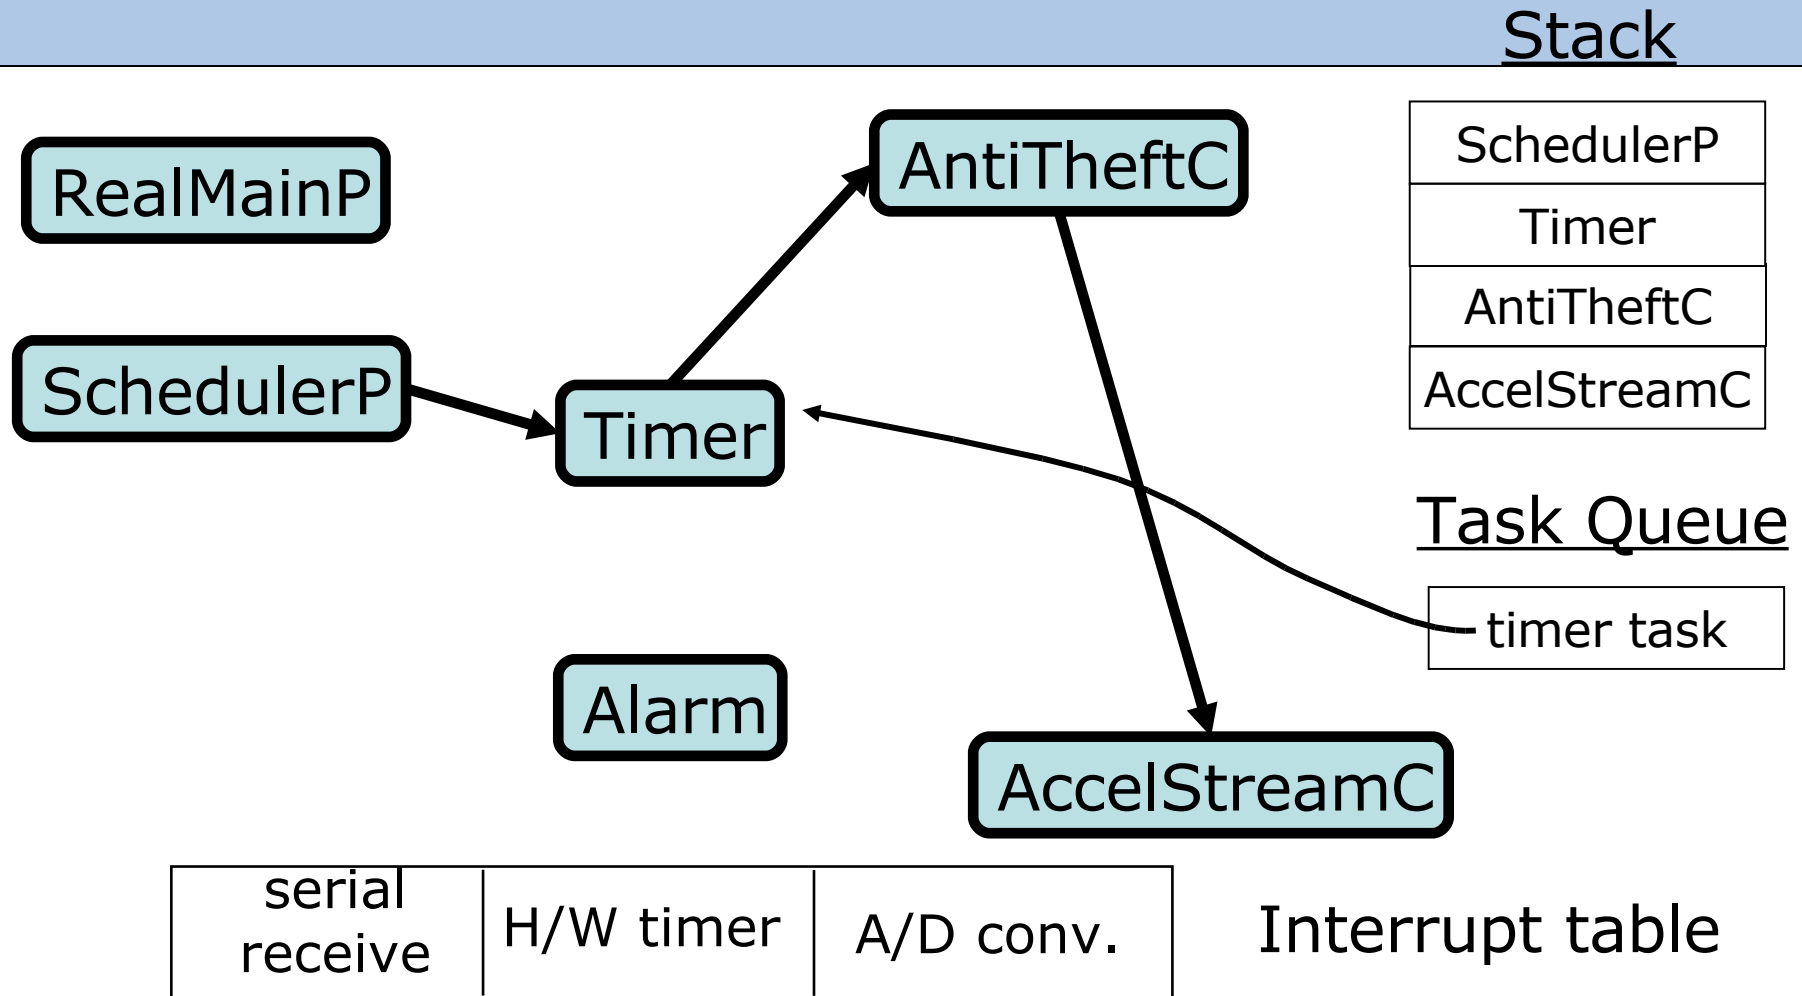 Stack
RealMainP
AntiTheftC
SchedulerP
Timer
Alarm
AccelStreamC
SchedulerP
Timer
AntiTheftC
AccelStreamC
Task Queue
timer task
serial
receive
H/W timer
A/D conv.
Interrupt table